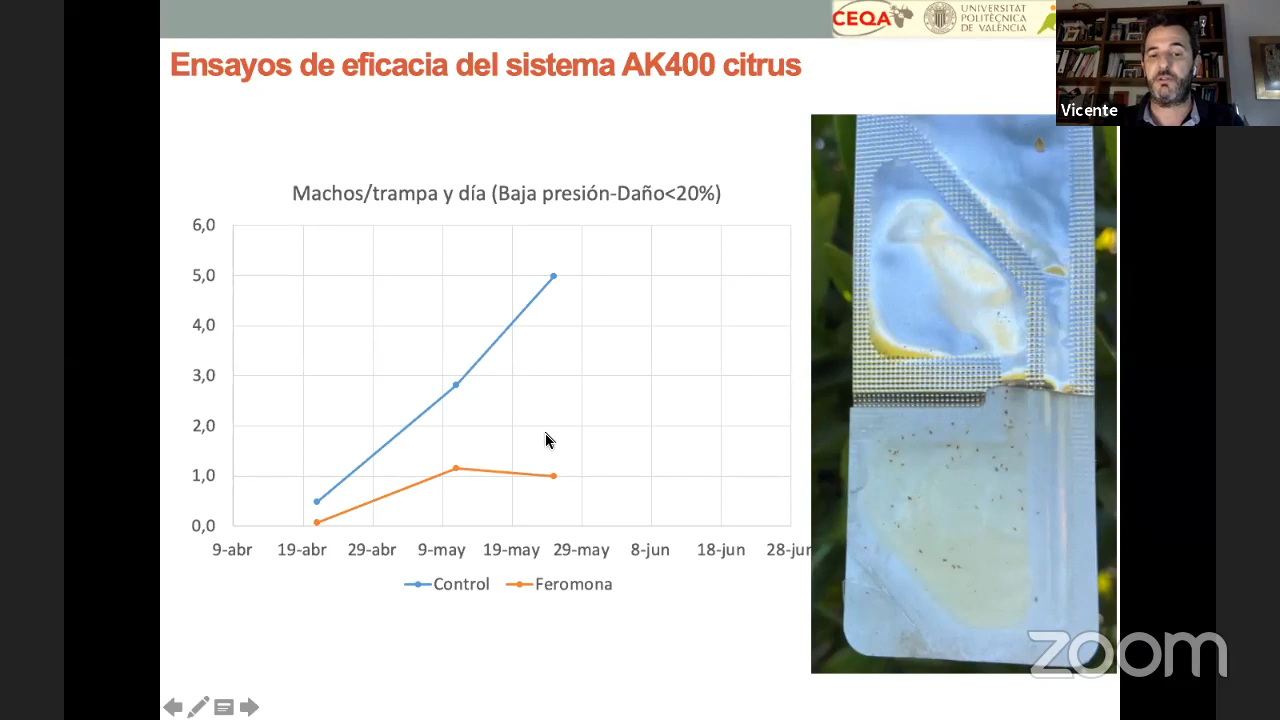 CEQA
UNIVERSITAT
POLITÈCNICA
DE VALÈNCIA
Ensayos de eficacia del sistema AK400 citrus
Vicente
Machos/trampa y día (Baja presión-Daño<20%)
6,0
5,0
4,0
3,0
2,0
1,0
0,0
9-abr 19-abr 29-abr 9-may 19-may 29-may 8-jun 18-jun 28-jun
Control Feromona
zoom